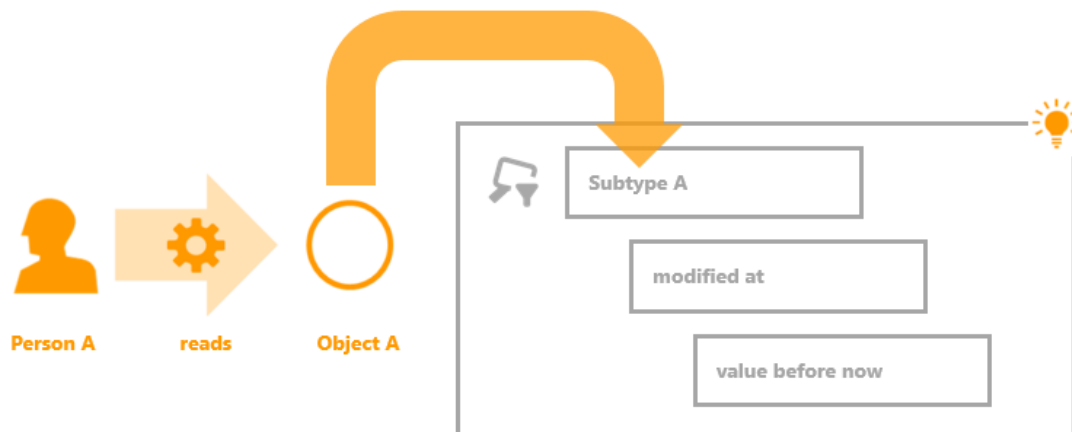 Subtype A
modified at
Person A
reads
Object A
value before now